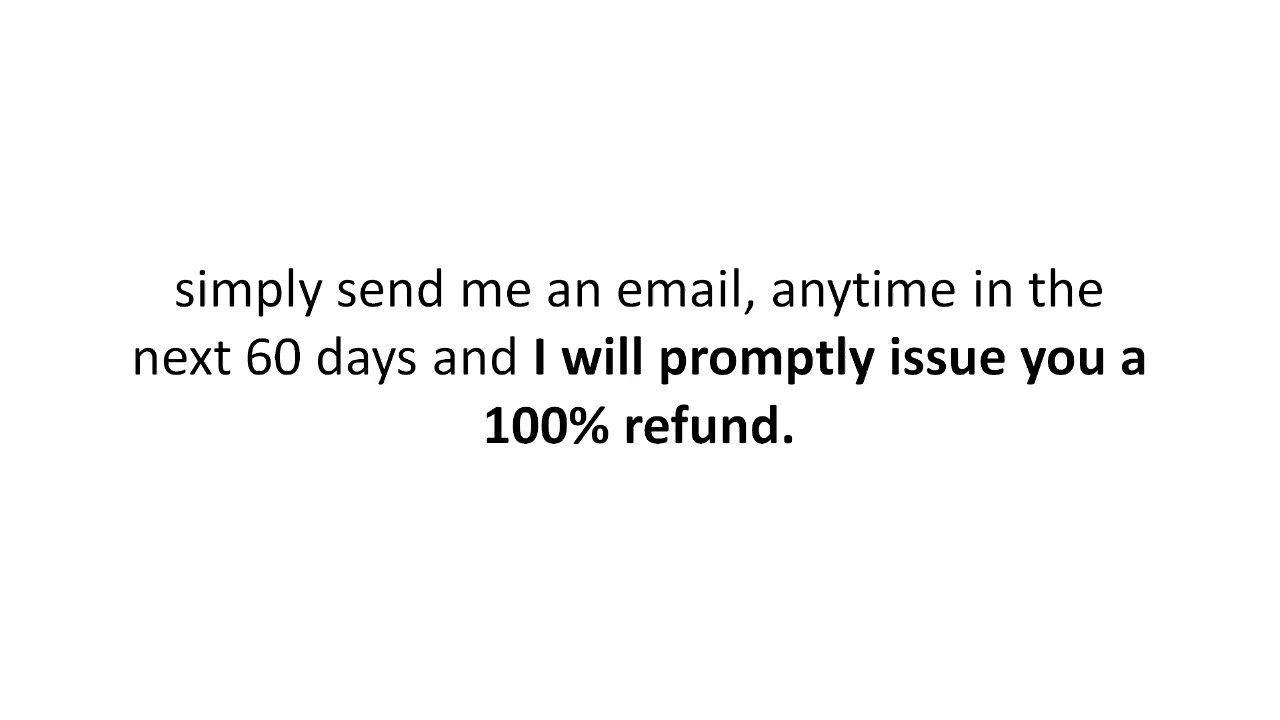 simply send me an email, anytime in the
next 60 days and I will promptly issue you a
100% refund.